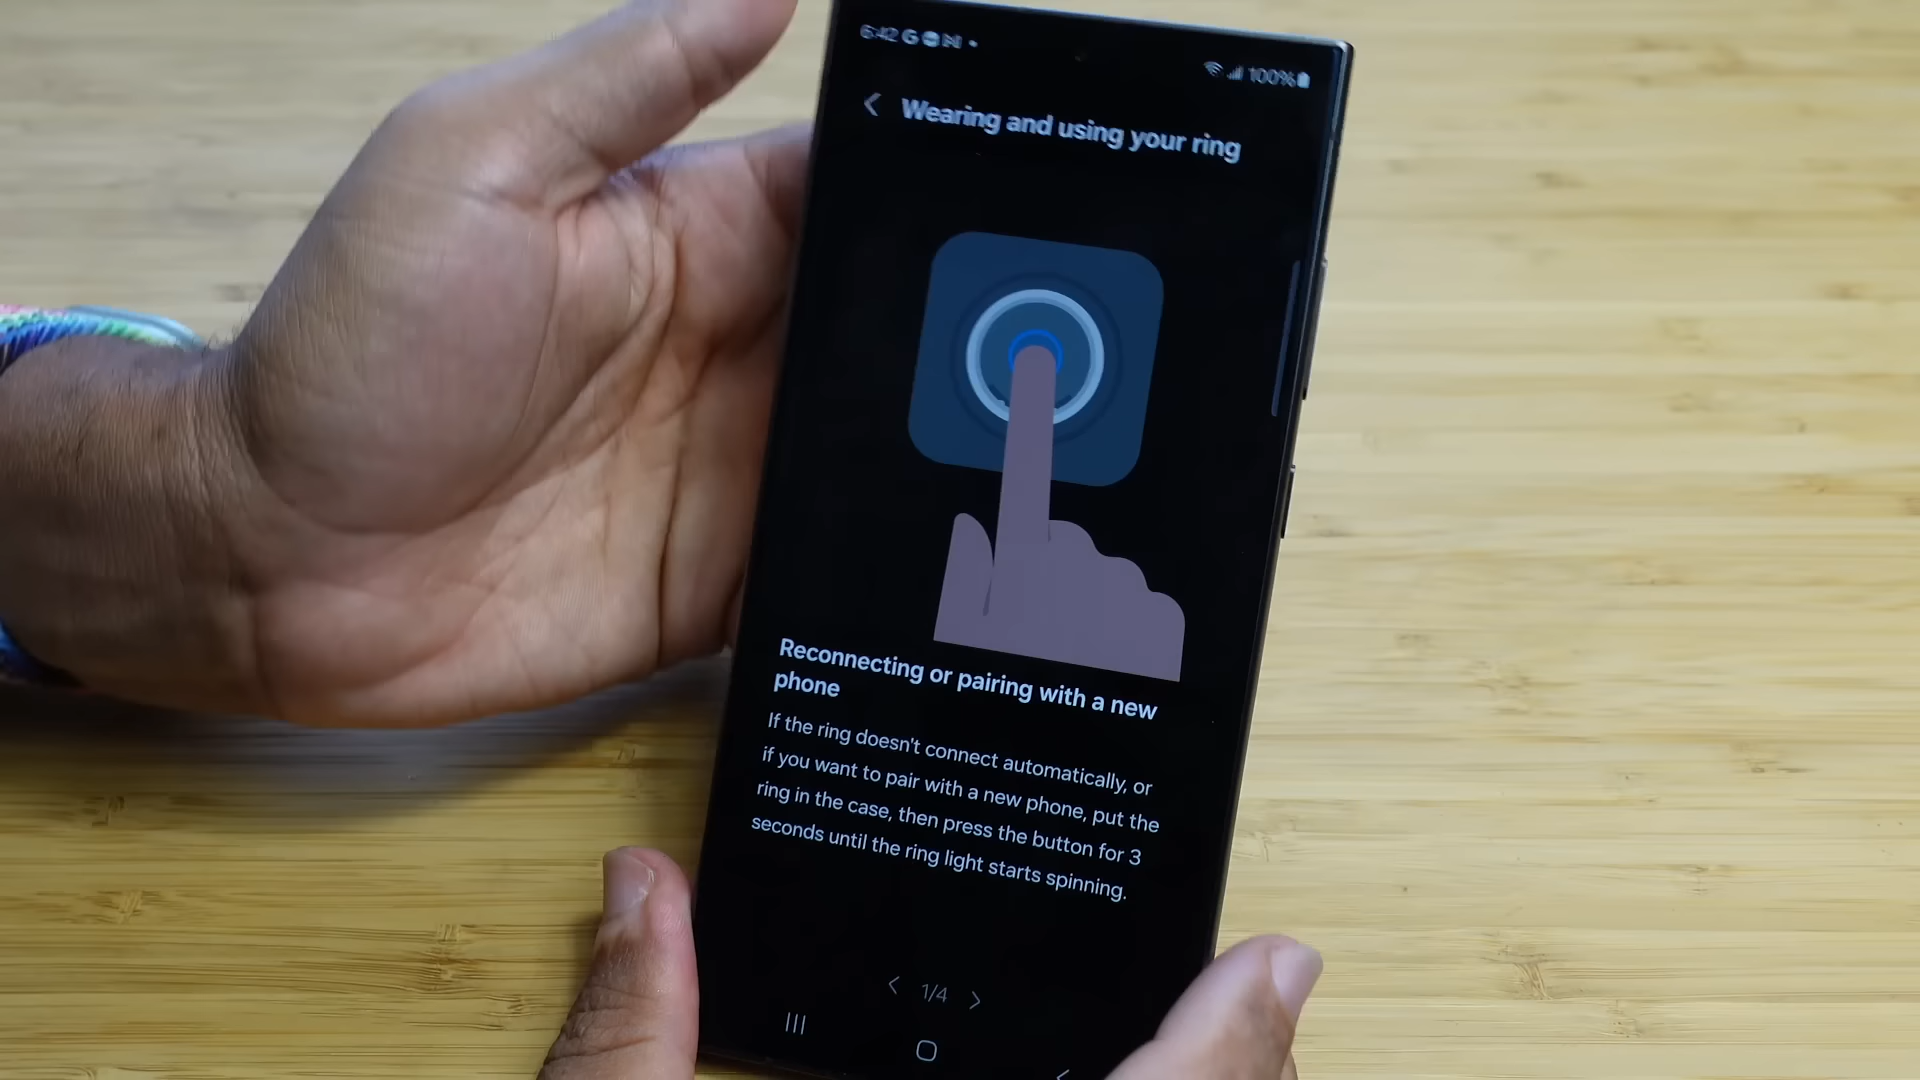 6:42 G
100%
Wearing and using your ring
Reconnecting or pairing with a new
phone
If the ring doesn't connect automatically, or
if you want to pair with a new phone, put the
ring in the case, then press the button for 3
seconds until the ring light starts spinning.
1/4